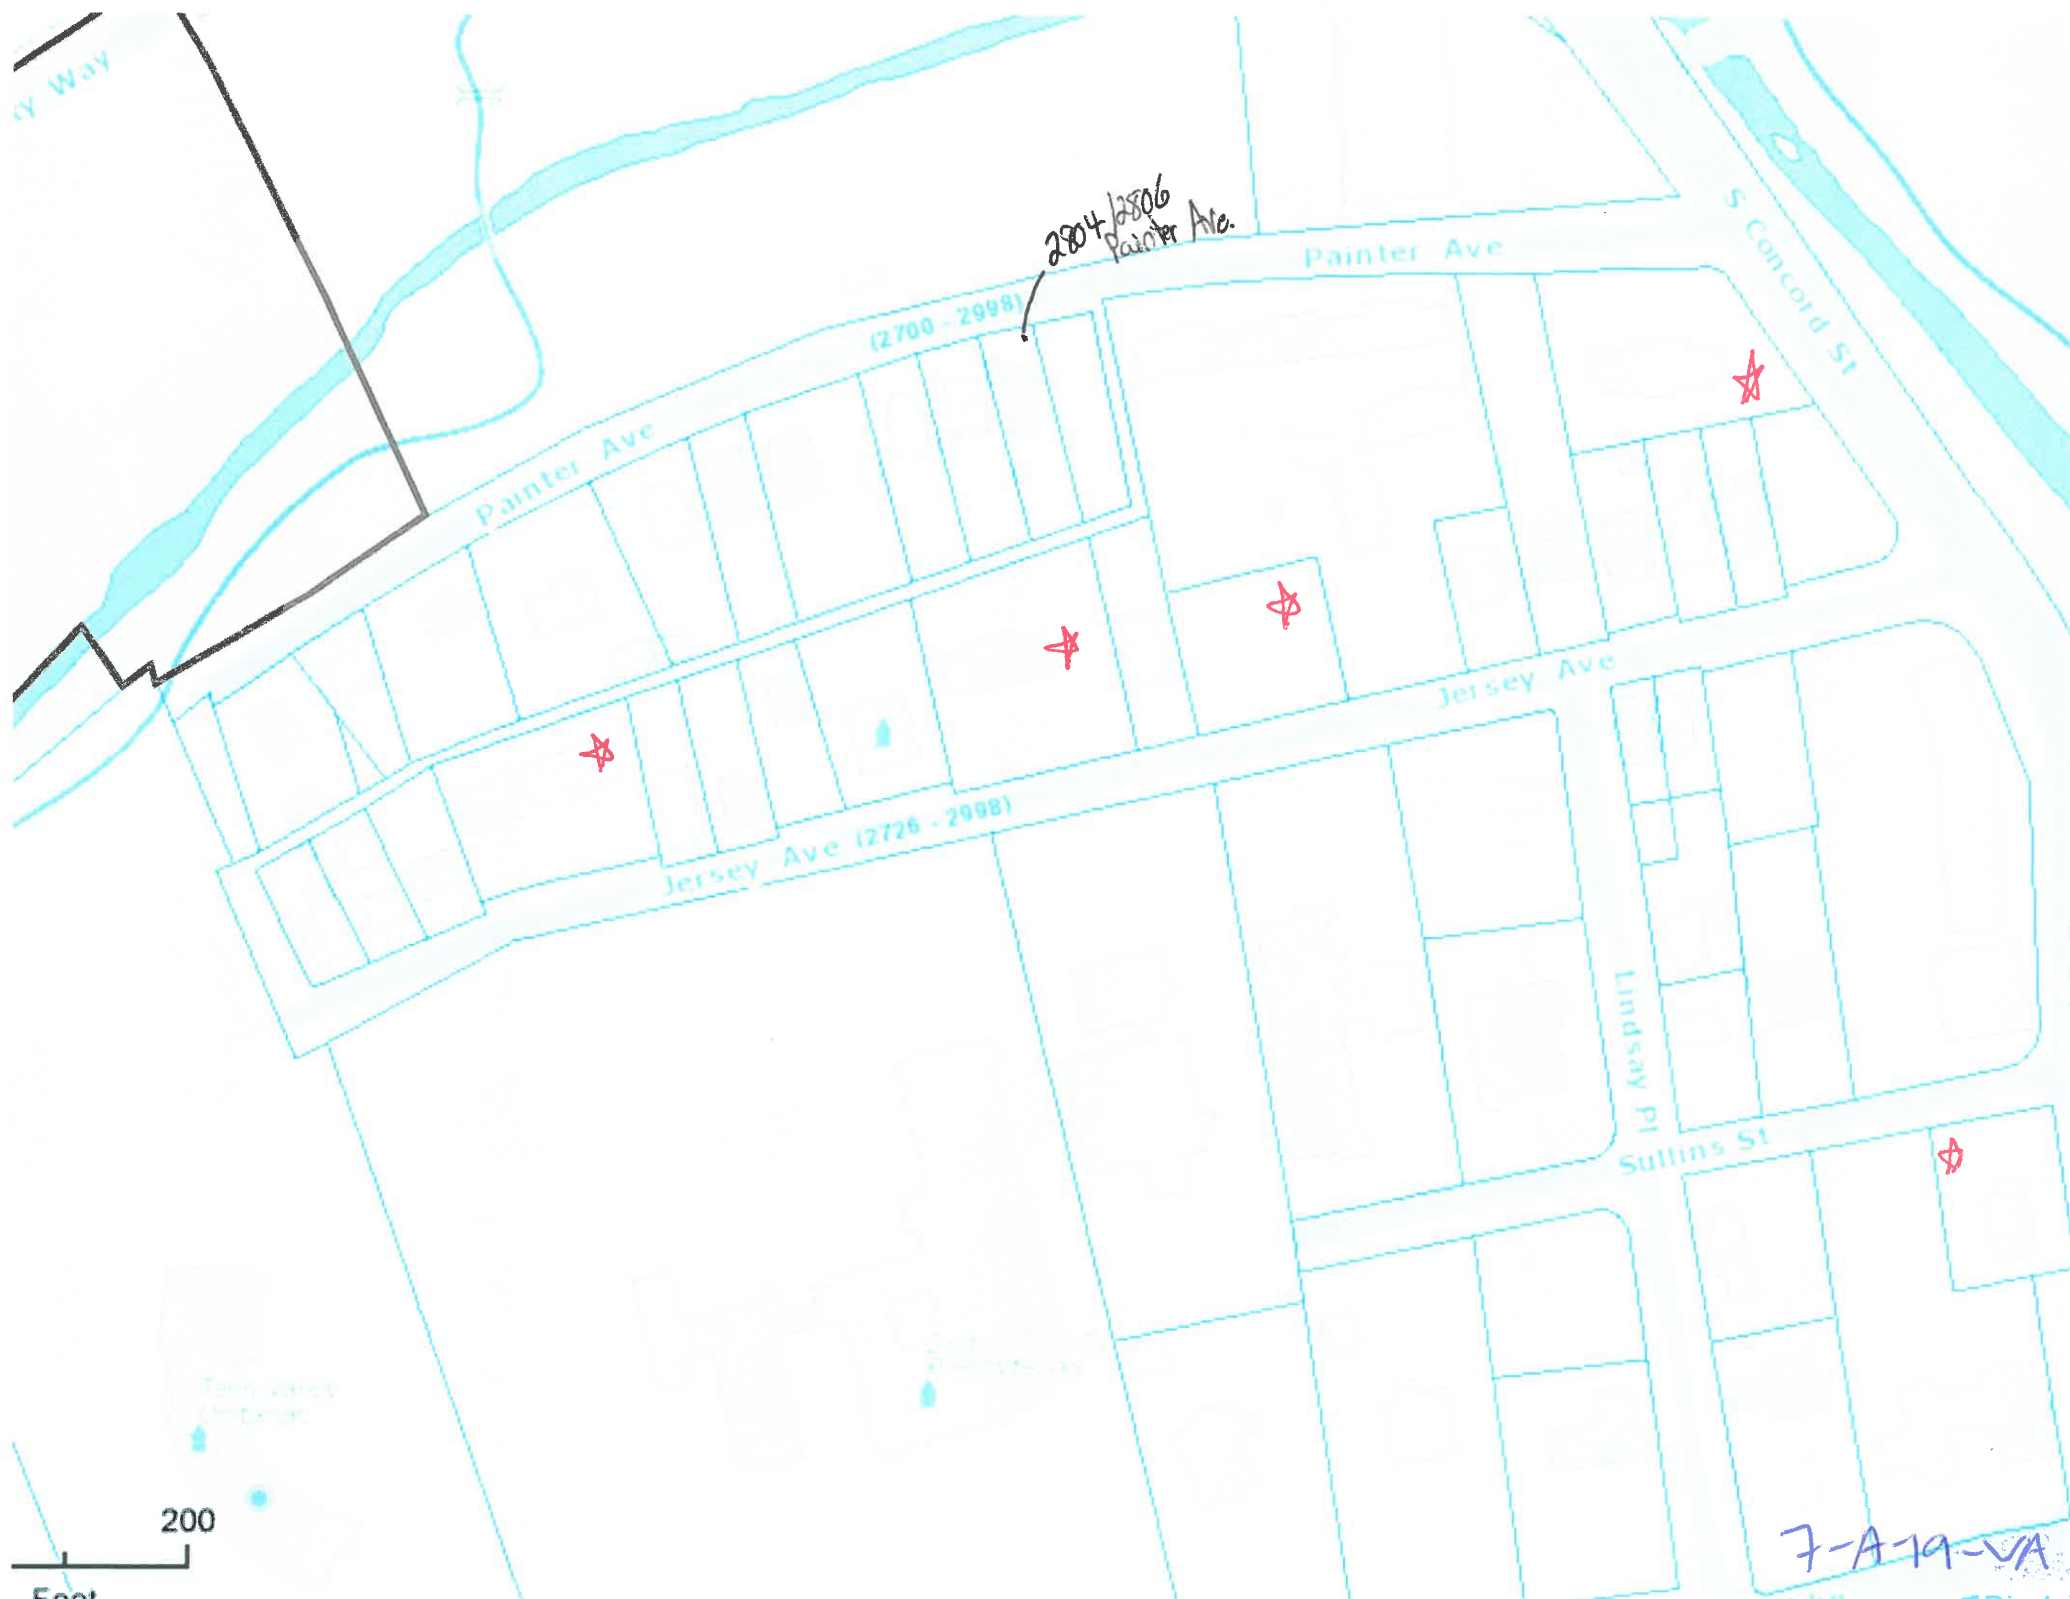 Way
2804/2806
Painter Ave.
Painter Ave
S Concord St
(2700 - 2998)
Painter Ave
Jersey Ave
Jersey Ave (2726 - 2998)
Lindsay Pl
Sullins St
200
Feet
7-A-19-VA